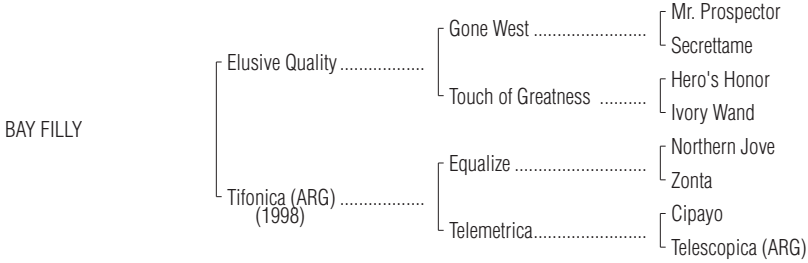 Mr. Prospector
Gone West ........................
Secrettame
Elusive Quality ..................
Hero's Honor
Touch of Greatness ..........
Ivory Wand
BAY FILLY
Northern Jove
Equalize ............................
Zonta
Tifonica (ARG) ..................
(1998)
Cipayo
Telemetrica........................
Telescopica (ARG)